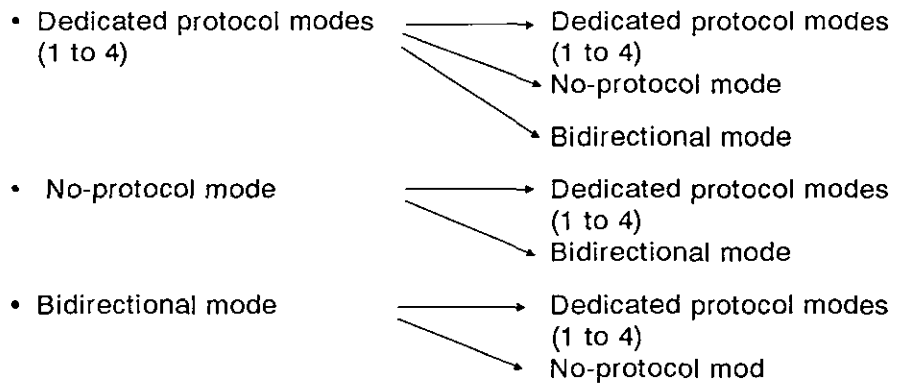 • Dedicated protocol modes Dedicated protocol modes
(1 to 4) (1 to 4)
No-protocol mode
Bidirectional mode
• No-protocol mode Dedicated protocol modes
(1 to 4)
Bidirectional mode
• Bidirectional mode Dedicated protocol modes
(1 to 4)
No-protocol mod